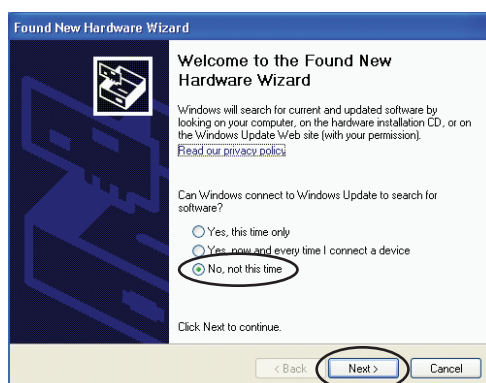 Found New Hardware Wizard
Welcome to the Found New
Hardware Wizard
Windows will search for current and updated software by
looking on your computer, on the hardware installation CD, or on
the Windows Update Web site (with your permission).
Read our privacy policy
Can Windows connect to Windows Update to search for
software?
Yes, this time only
Yes, now and every time I connect a device
No, not this time
Click Next to continue.
< Back
Next >
Cancel